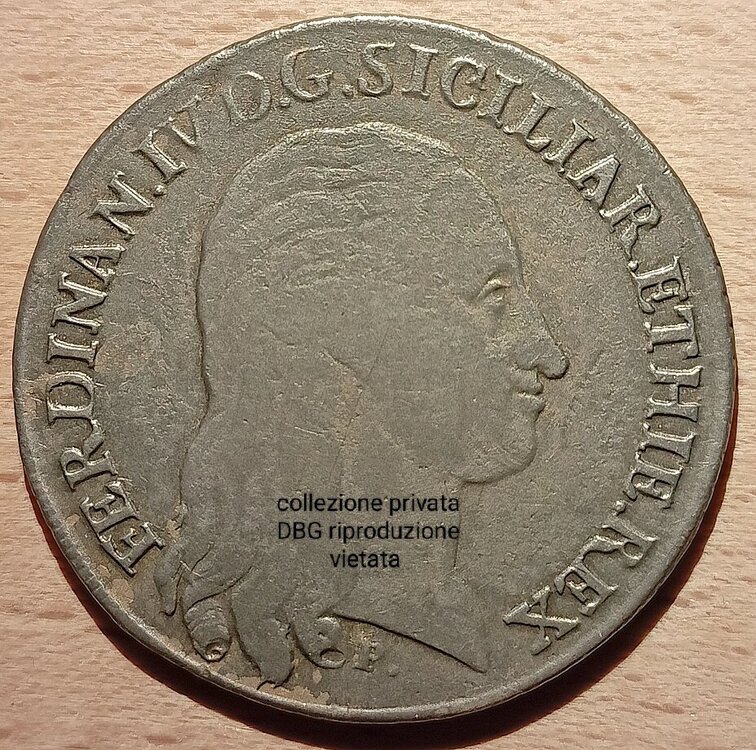 FERDINAN.IV D.G.SICILIAR.ET HIE.REX
collezione privata
DBG riproduzione
vietata
P.